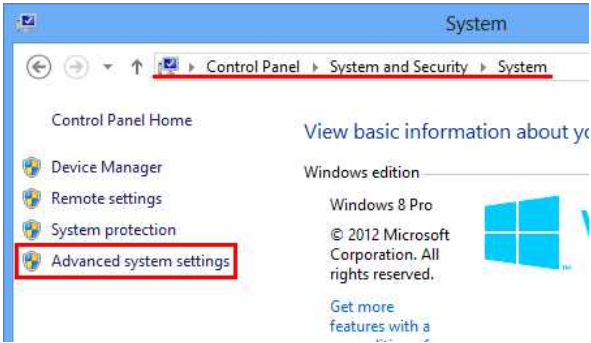 System
Control Panel System and Security System
Control Panel Home
View basic information about yo
Device Manager
Windows edition
Remote settings
Windows 8 Pro
System protection
© 2012 Microsoft
Corporation. All
rights reserved.
Advanced system settings
Get more
features with a